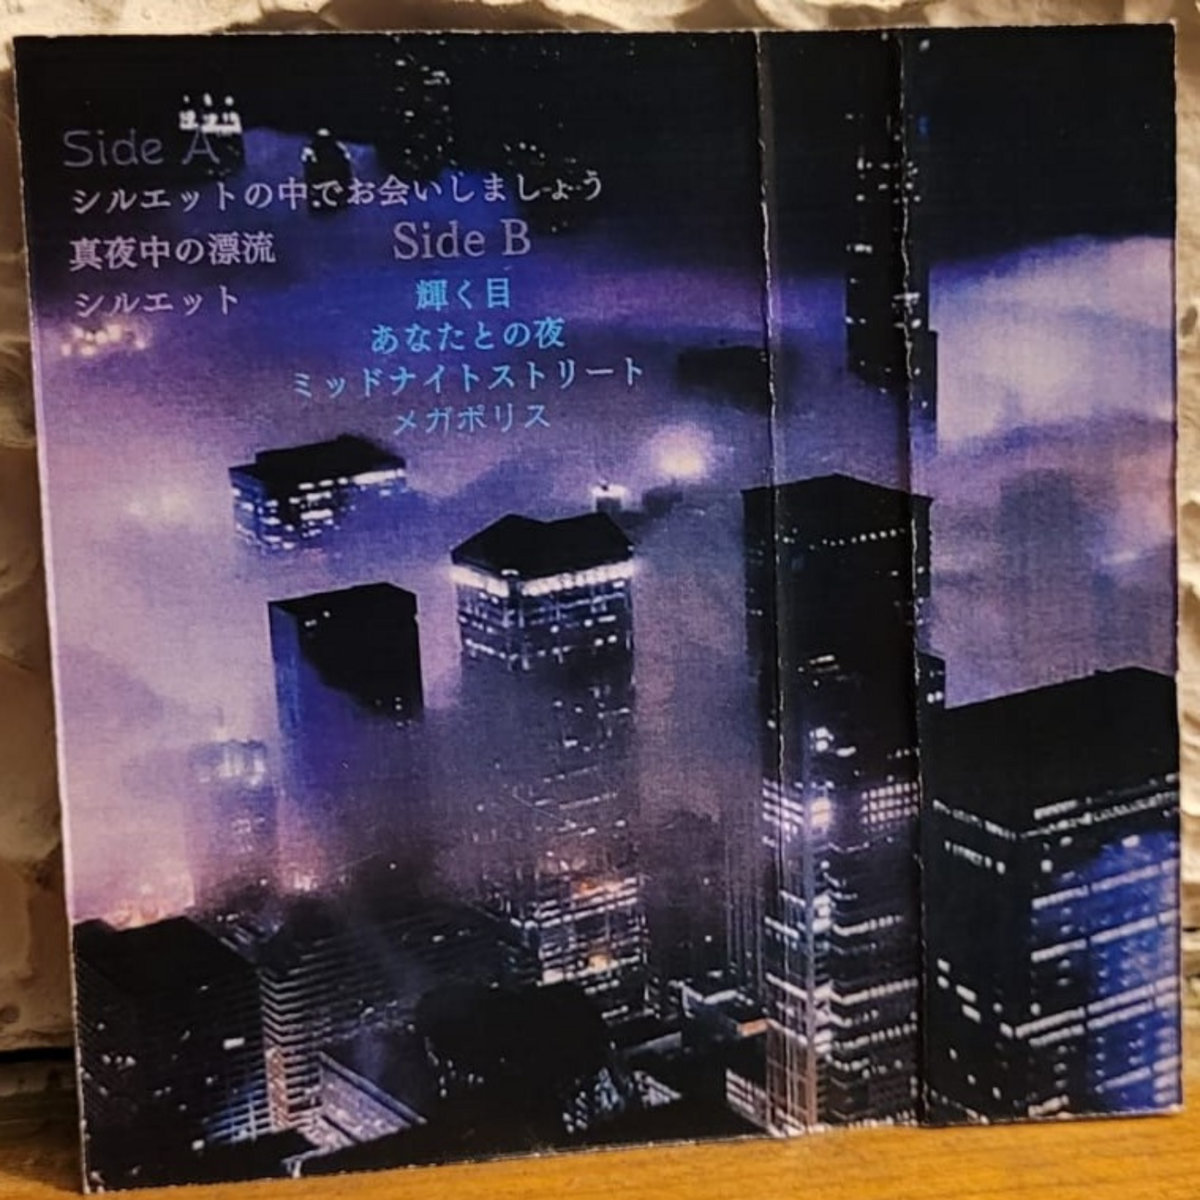 Side A
シルエットの中でお会いしましょう
真夜中の漂流
シルエット
Side B
輝く目
あなたとの夜
ミッドナイトストリート
メガポリス